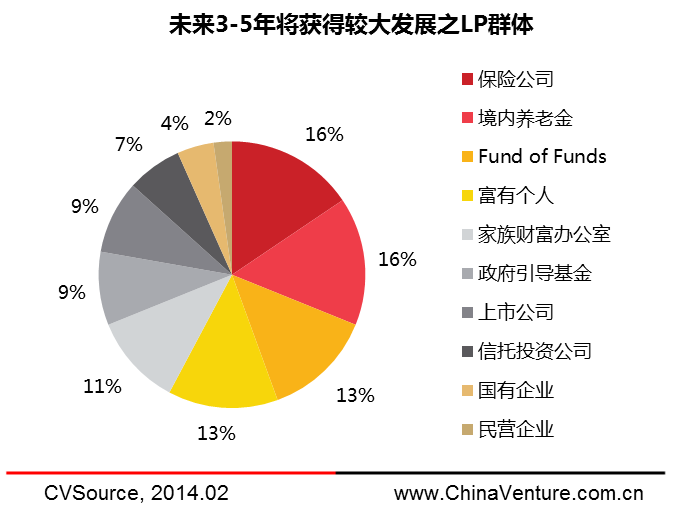 未来3-5年将获得较大发展之LP群体
16%
16%
13%
13%
11%
9%
9%
7%
4%
2%
保险公司
境内养老金
Fund of Funds
富有个人
家族财富办公室
政府引导基金
上市公司
信托投资公司
国有企业
民营企业
CVSource, 2014.02
www.ChinaVenture.com.cn